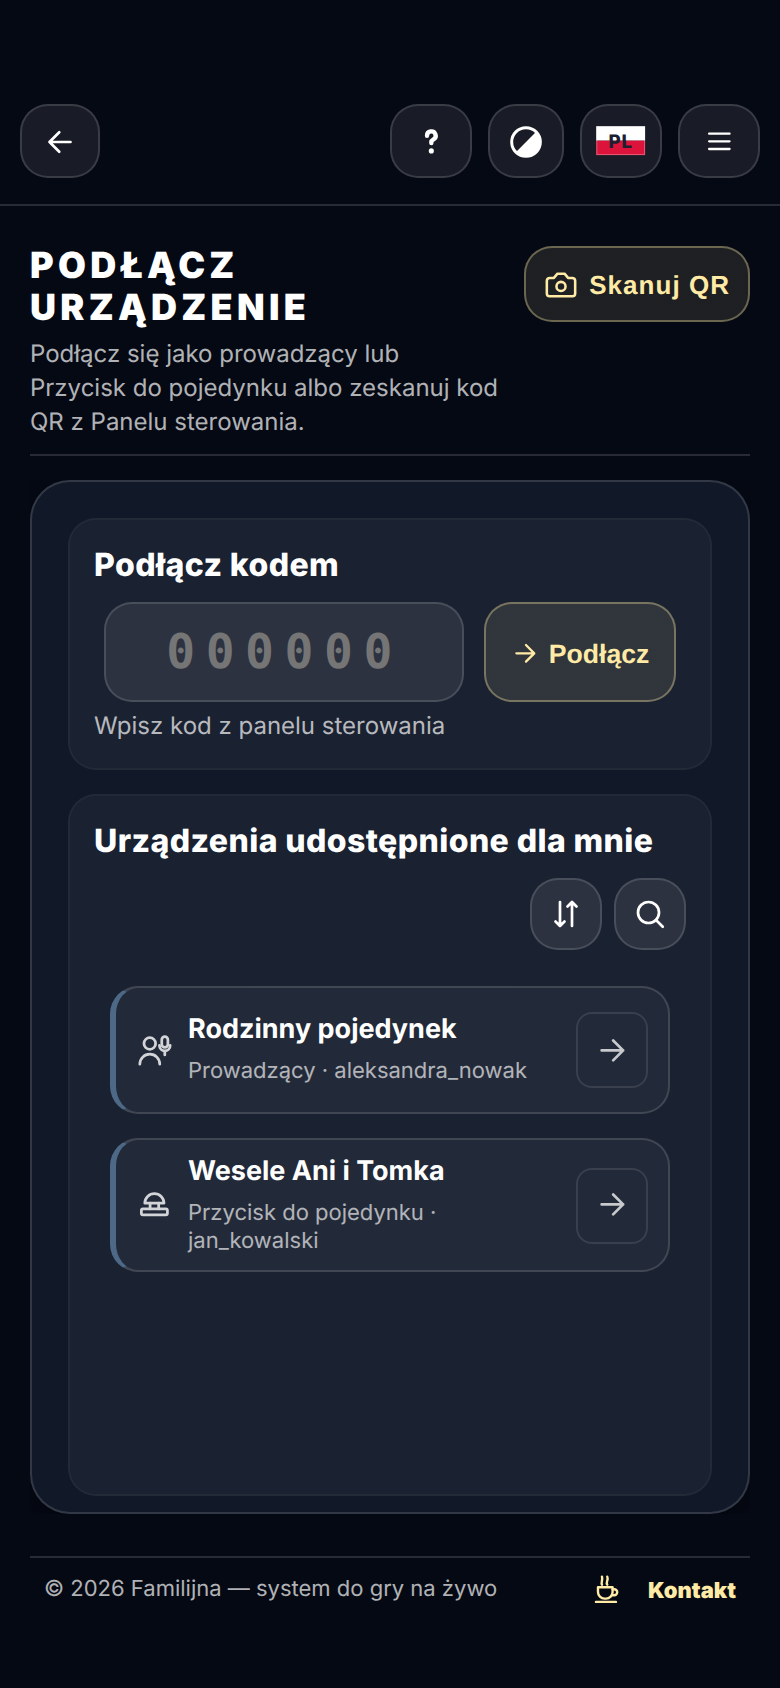 ?
PL
PODŁĄCZ
URZĄDZENIE
Skanuj QR
Podłącz się jako prowadzący lub
Przycisk do pojedynku albo zeskanuj kod
QR z Panelu sterowania.
Podłącz kodem
000000
Podłącz
Wpisz kod z panelu sterowania
Urządzenia udostępnione dla mnie
Rodzinny pojedynek
Prowadzący · aleksandra_nowak
Wesele Ani i Tomka
Przycisk do pojedynku ·
jan_kowalski
© 2026 Familijna — system do gry na żywo
Kontakt